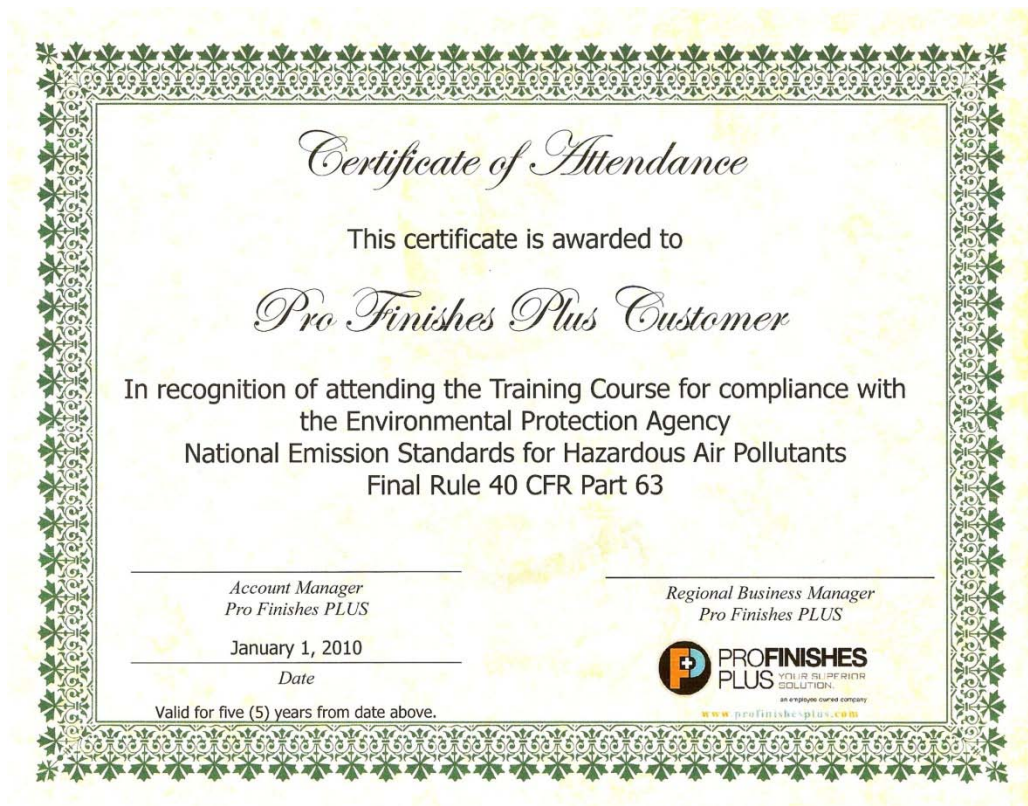 Certificate of Attendance
This certificate is awarded to
Pro Finishes Plus Customer
In recognition of attending the Training Course for compliance with
the Environmental Protection Agency
National Emission Standards for Hazardous Air Pollutants
Final Rule 40 CFR Part 63
Account Manager
Pro Finishes PLUS
January 1, 2010
Date
Valid for five (5) years from date above.
Regional Business Manager
Pro Finishes PLUS
PROFINISHES
PLUS YOUR SUPERIOR
SOLUTION.
an employee owned company
www.profinishesplus.com